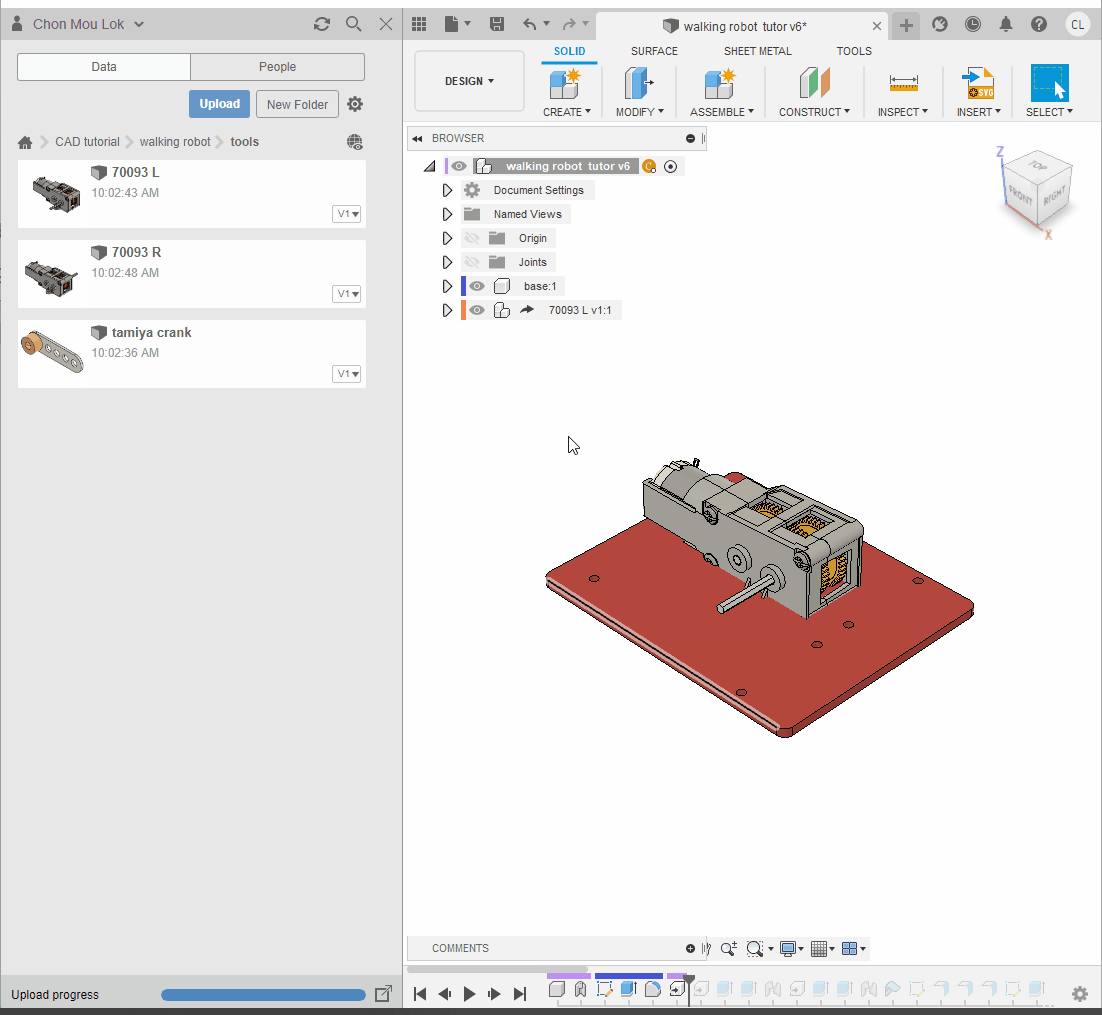 Chon Mou Lok
Data
People
Upload
New Folder
CAD tutorial
walking robot
tools
70093 L
10:02:43 AM
V1
70093 R
10:02:48 AM
V1
tamiya crank
10:02:36 AM
V1
Upload progress
walking robot tutor v6*
CL
DESIGN
SOLID
SURFACE
SHEET METAL
TOOLS
CREATE
MODIFY
ASSEMBLE
CONSTRUCT
INSPECT
SVG
INSERT
SELECT
BROWSER
walking robot tutor v6
Document Settings
Named Views
Origin
Joints
base:1
70093 L v1:1
Z
TOP
FRONT
RIGHT
X
COMMENTS